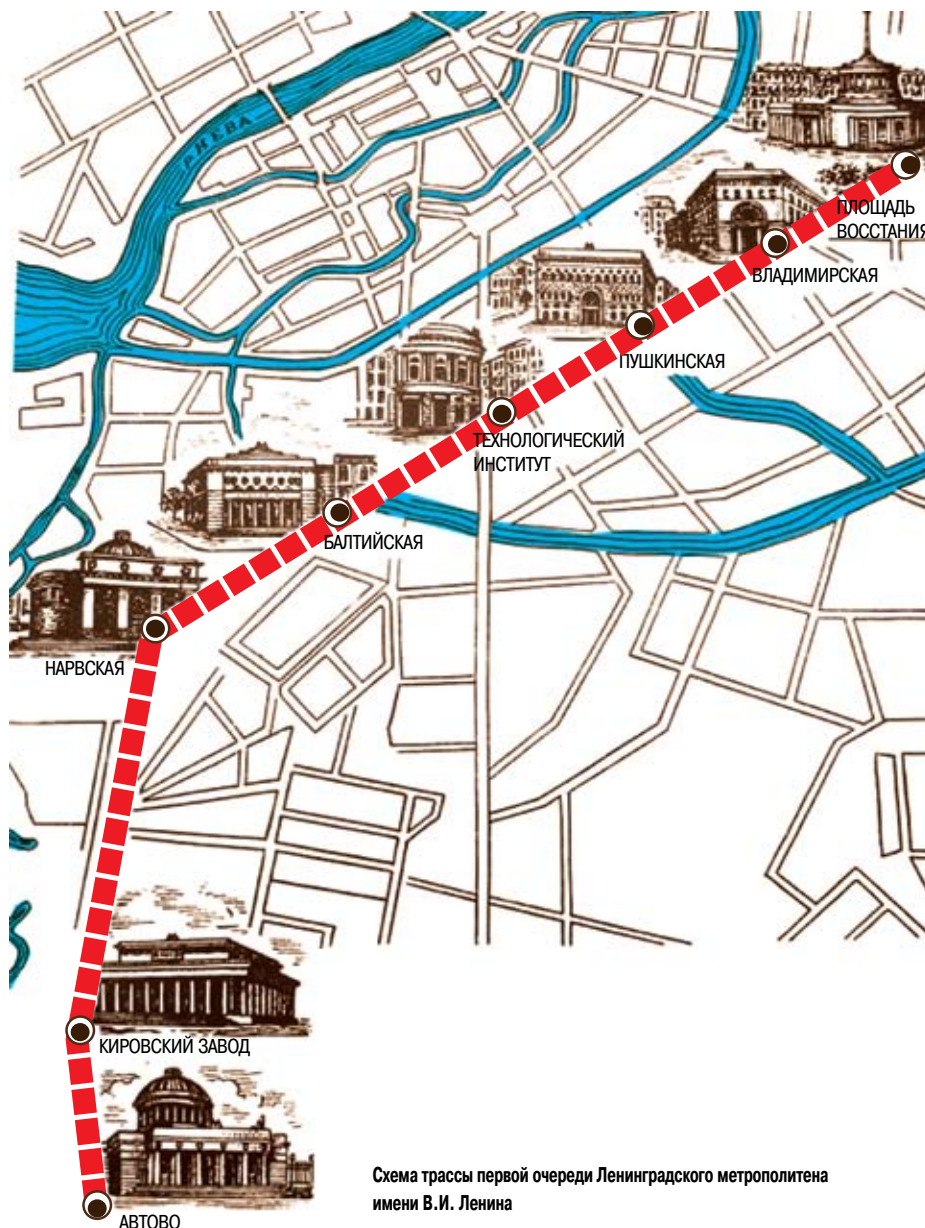 Р. НЕВА
ПЛОЩАДЬ
ВОССТАНИЯ
ВЛАДИМИРСКАЯ
ПУШКИНСКАЯ
ТЕХНОЛОГИЧЕСКИЙ
ИНСТИТУТ
БАЛТИЙСКАЯ
НАРВСКАЯ
КИРОВСКИЙ ЗАВОД
АВТОВО
Схема трассы первой очереди Ленинградского метрополитена
имени В.И. Ленина